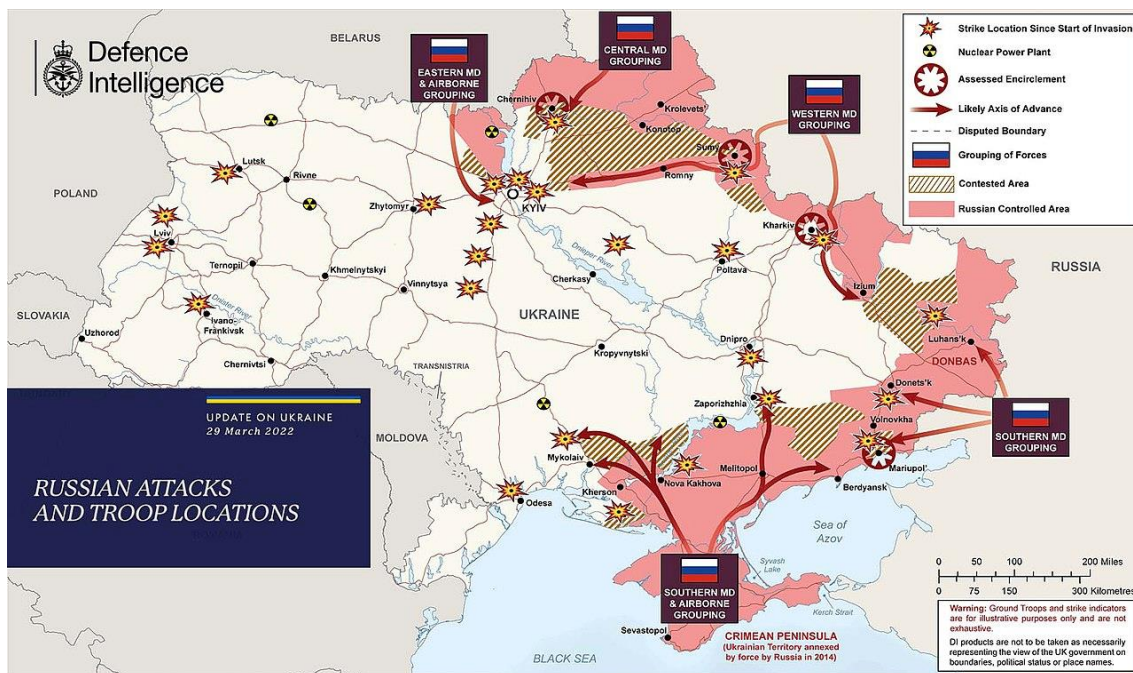 Defence
Intelligence
BELARUS
EASTERN MD
& AIRBORNE
GROUPING
CENTRAL MD
GROUPING
WESTERN MD
GROUPING
Strike Location Since Start of Invasion
Nuclear Power Plant
Assessed Encirclement
Likely Axis of Advance
Disputed Boundary
Grouping of Forces
Contested Area
Russian Controlled Area
Chernihiv
Krolevets'
Konotop
Sumy
Romny
Lutsk
Rivne
POLAND
Zhytomyr
KYIV
Kharkiv
Lviv
Dnieper River
Poltava
RUSSIA
Ternopil
Khmelnytskyi
Cherkasy
Izium
Vinnytsya
SLOVAKIA
Dniester River
Ivano-
Frankivsk
UKRAINE
Luhans'k
Uzhorod
Chernivtsi
Kropyvnytski
Dnipro
DONBAS
TRANSNISTRIA
Donets'k
Zaporizhzhia
Volnovkha
SOUTHERN MD
GROUPING
UPDATE ON UKRAINE
29 March 2022
MOLDOVA
Mykolaiv
Melitopol
Mariupol'
RUSSIAN ATTACKS
AND TROOP LOCATIONS
Kherson
Nova Kakhova
Berdyansk
Odesa
Sea of
Azov
Syvash
Lake
SOUTHERN MD
& AIRBORNE
GROUPING
Kerch Strait
Sevastopol
CRIMEAN PENINSULA
(Ukrainian Territory annexed
by force by Russia in 2014)
BLACK SEA
0 50 100 200 Miles
0 75 150 300 Kilometres
Warning: Ground Troops and strike indicators
are for illustrative purposes only and are not
exhaustive.
DI products are not to be taken as necessarily
representing the view of the UK government on
boundaries, political status or place names.